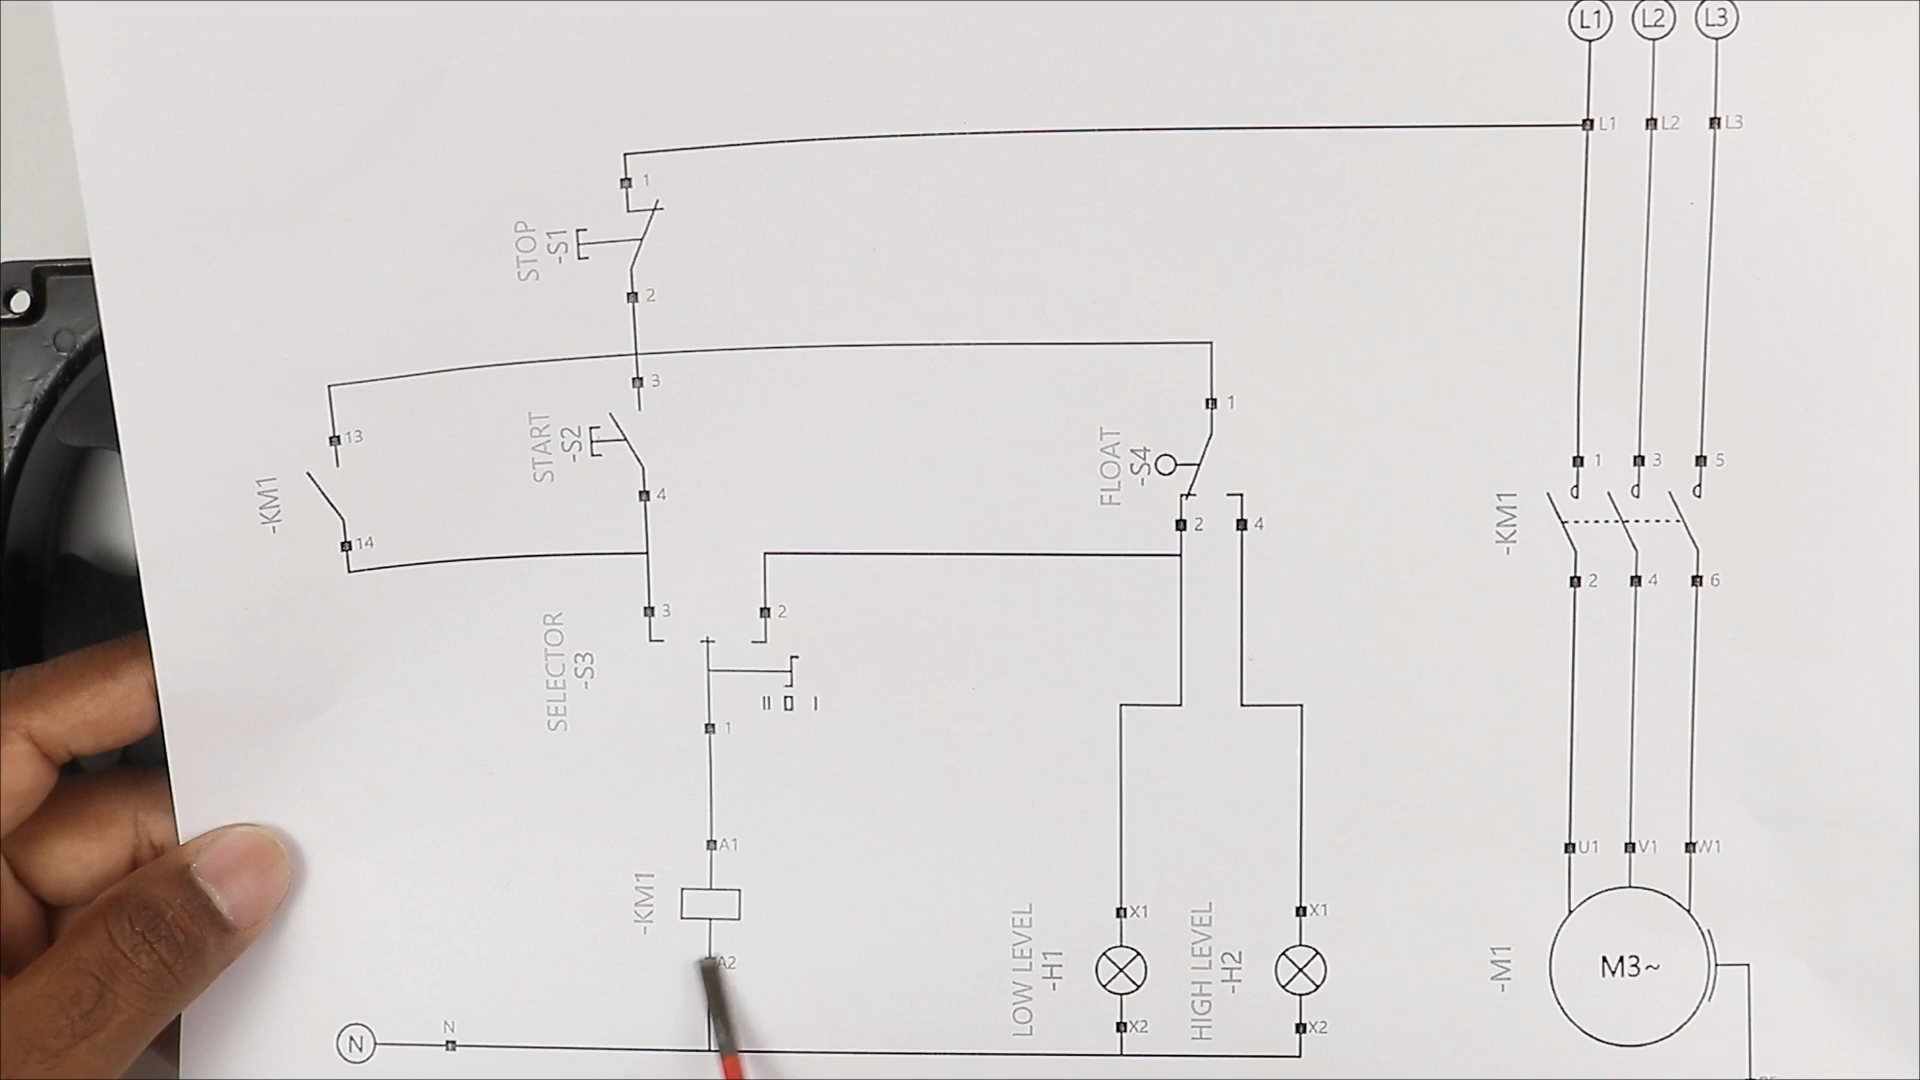 L1 L2 L3
L1 L2 L3
1
STOP
-S1
2
3
START
-S2
4
13
-KM1
14
1
FLOAT
-S4
2 4
3 2
SELECTOR
-S3
II 0 I
1
A1
-KM1
A2
N
N
X1
LOW LEVEL
-H1
X2
X1
HIGH LEVEL
-H2
X2
1 3 5
-KM1
2 4 6
U1 V1 W1
-M1
M3~